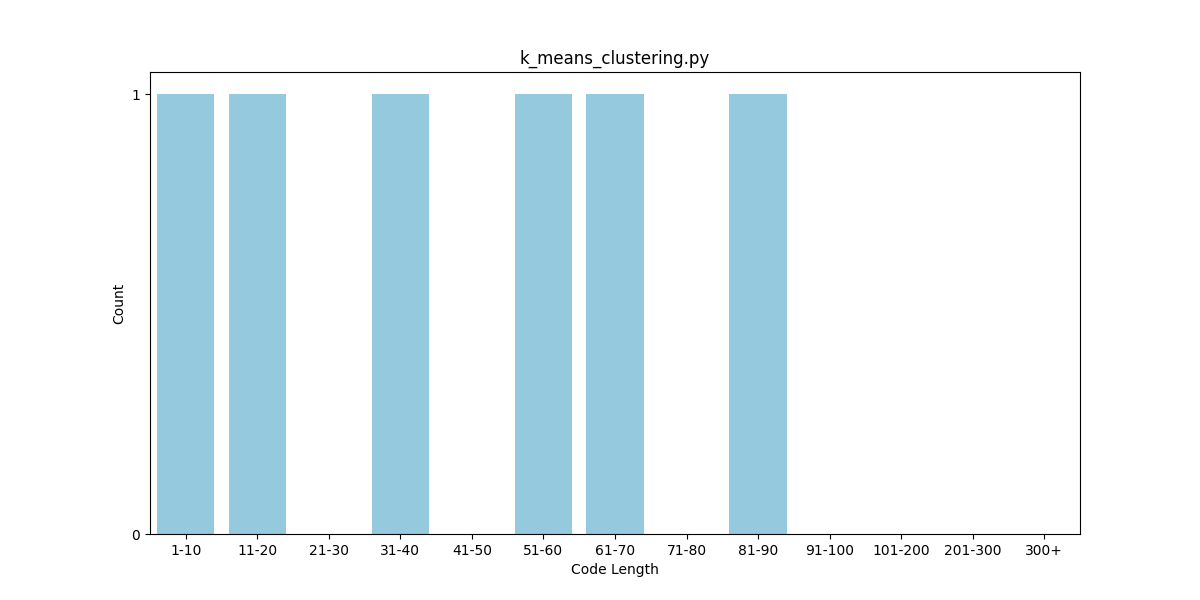 k_means_clustering.py
1
Count
0
1-10 11-20 21-30 31-40 41-50 51-60 61-70 71-80 81-90 91-100 101-200 201-300 300+
Code Length